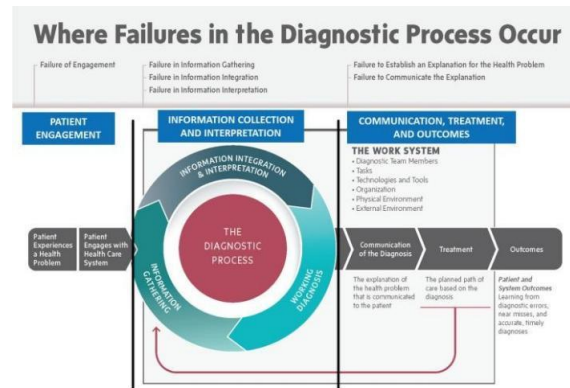 Where Failures in the Diagnostic Process Occur
Failure of Engagement
Failure in Information Gathering
Failure in Information Integration
Failure in Information Interpretation
Failure to Establish an Explanation for the Health Problem
Failure to Communicate the Explanation
PATIENT
ENGAGEMENT
INFORMATION COLLECTION
AND INTERPRETATION
COMMUNICATION, TREATMENT,
AND OUTCOMES
THE WORK SYSTEM
• Diagnostic Team Members
• Tasks
• Technologies and Tools
• Organization
• Physical Environment
• External Environment
Patient
Experiences
a Health
Problem
Patient
Engages with
Health Care
System
INFORMATION INTEGRATION
& INTERPRETATION
INFORMATION
GATHERING
WORKING
DIAGNOSIS
THE
DIAGNOSTIC
PROCESS
Communication
of the Diagnosis
Treatment
Outcomes
The explanation of
the health problem
that is communicated
to the patient
The planned path of
care based on the
diagnosis
Patient and
System Outcomes
Learning from
diagnostic errors,
near misses, and
accurate, timely
diagnoses